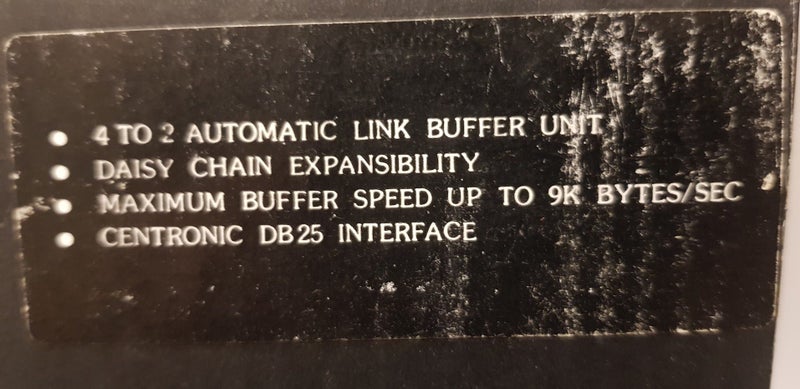 • 4 TO 2 AUTOMATIC LINK BUFFER UNIT
• DAISY CHAIN EXPANSIBILITY
• MAXIMUM BUFFER SPEED UP TO 9K BYTES/SEC
• CENTRONIC DB25 INTERFACE